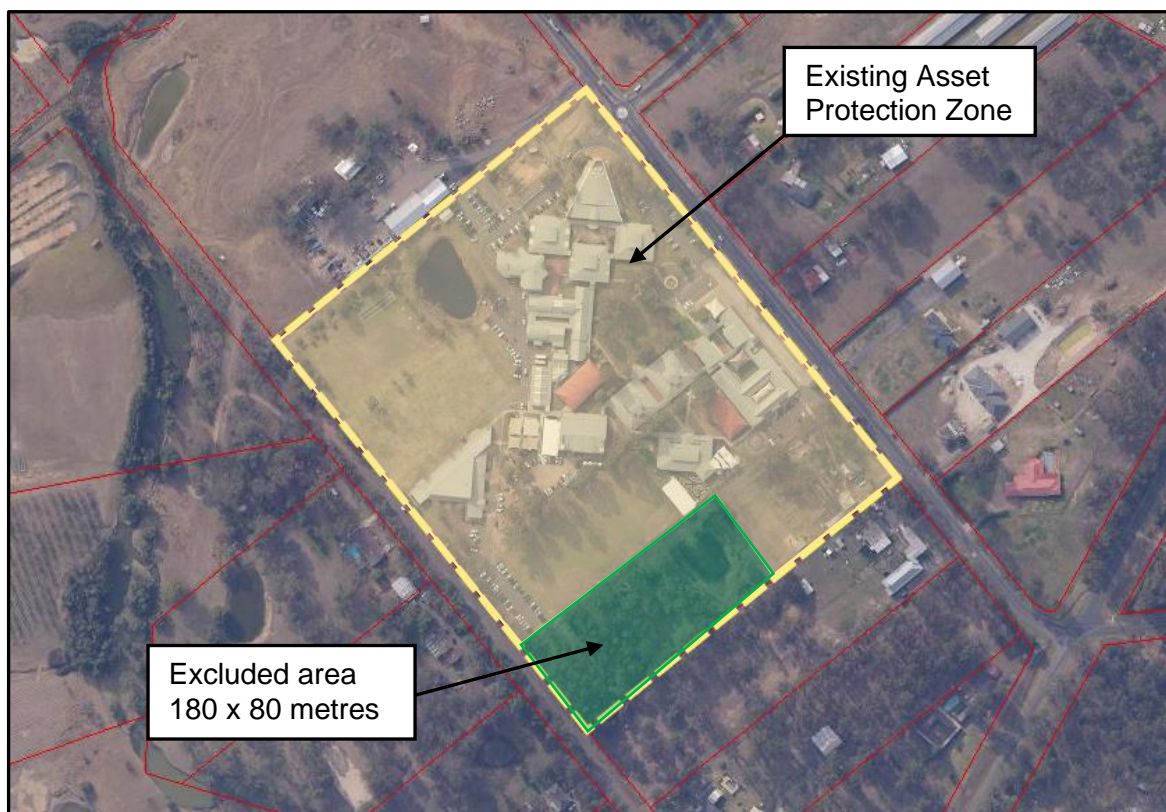 Existing Asset
Protection Zone
Excluded area
180 x 80 metres